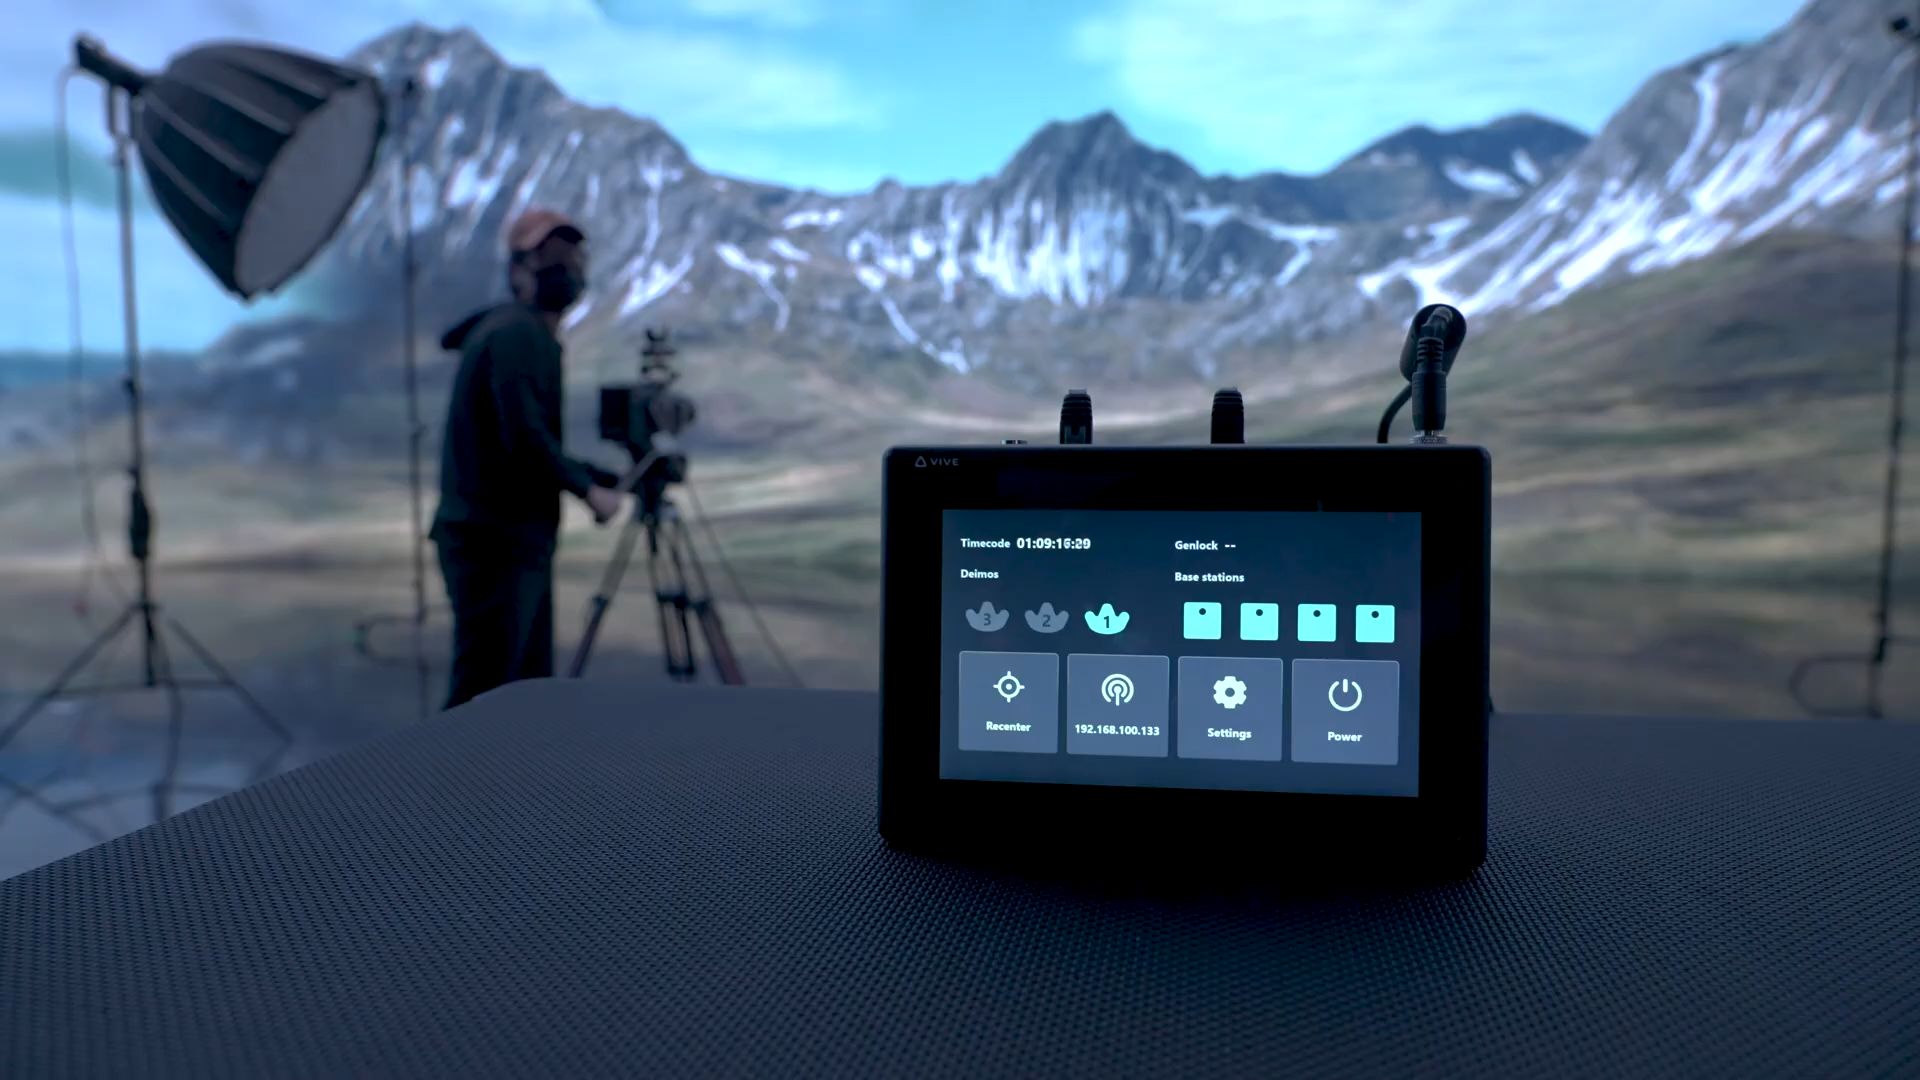 VIVE
Timecode 01:09:16:29
Genlock --
Deimos
Base stations
3 2 1
Recenter
192.168.100.133
Settings
Power